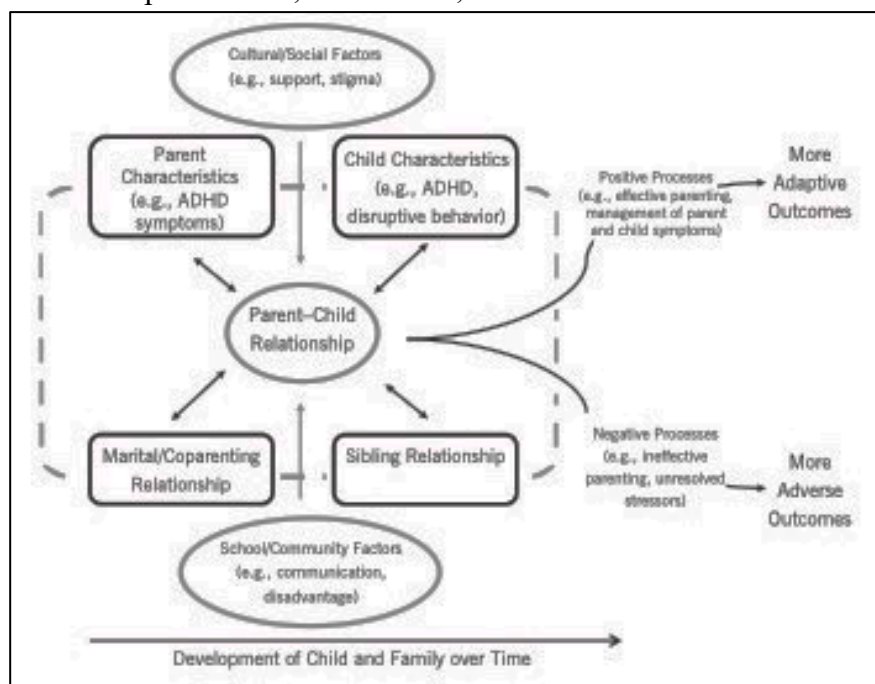 Cultural/Social Factors
(e.g., support, stigma)
Parent
Characteristics
(e.g., ADHD
symptoms)
Child Characteristics
(e.g., ADHD,
disruptive behavior)
Positive Processes
(e.g., effective parenting,
management of parent
and child symptoms)
More
Adaptive
Outcomes
Parent–Child
Relationship
Marital/Coparenting
Relationship
Sibling Relationship
Negative Processes
(e.g., ineffective
parenting, unresolved
stressors)
More
Adverse
Outcomes
School/Community Factors
(e.g., communication,
disadvantage)
Development of Child and Family over Time